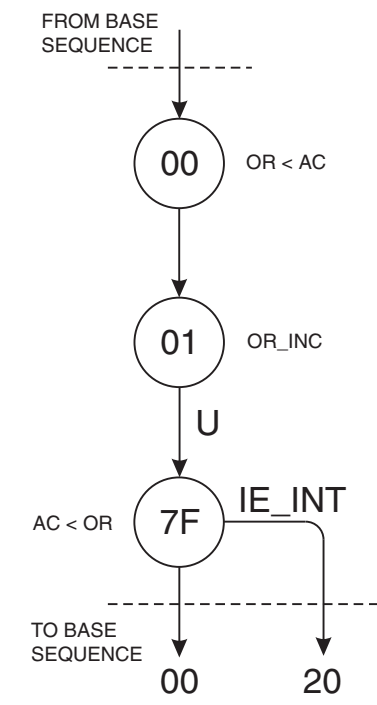 FROM BASE
SEQUENCE
00
OR < AC
01
OR_INC
U
AC < OR
7F
IE_INT
TO BASE
SEQUENCE
00
20